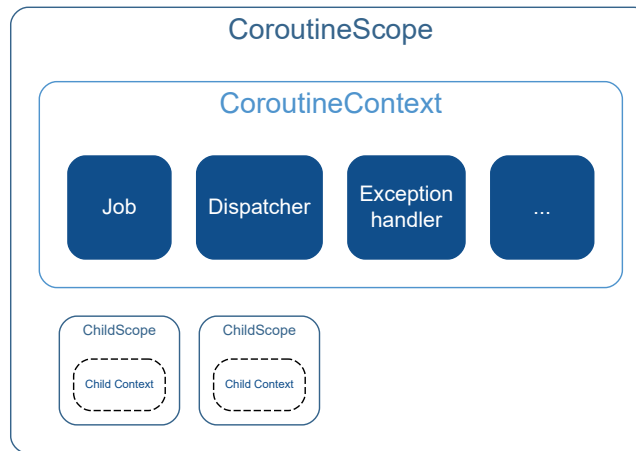 CoroutineScope
CoroutineContext
Job
Dispatcher
Exception
handler
...
ChildScope
Child Context
ChildScope
Child Context